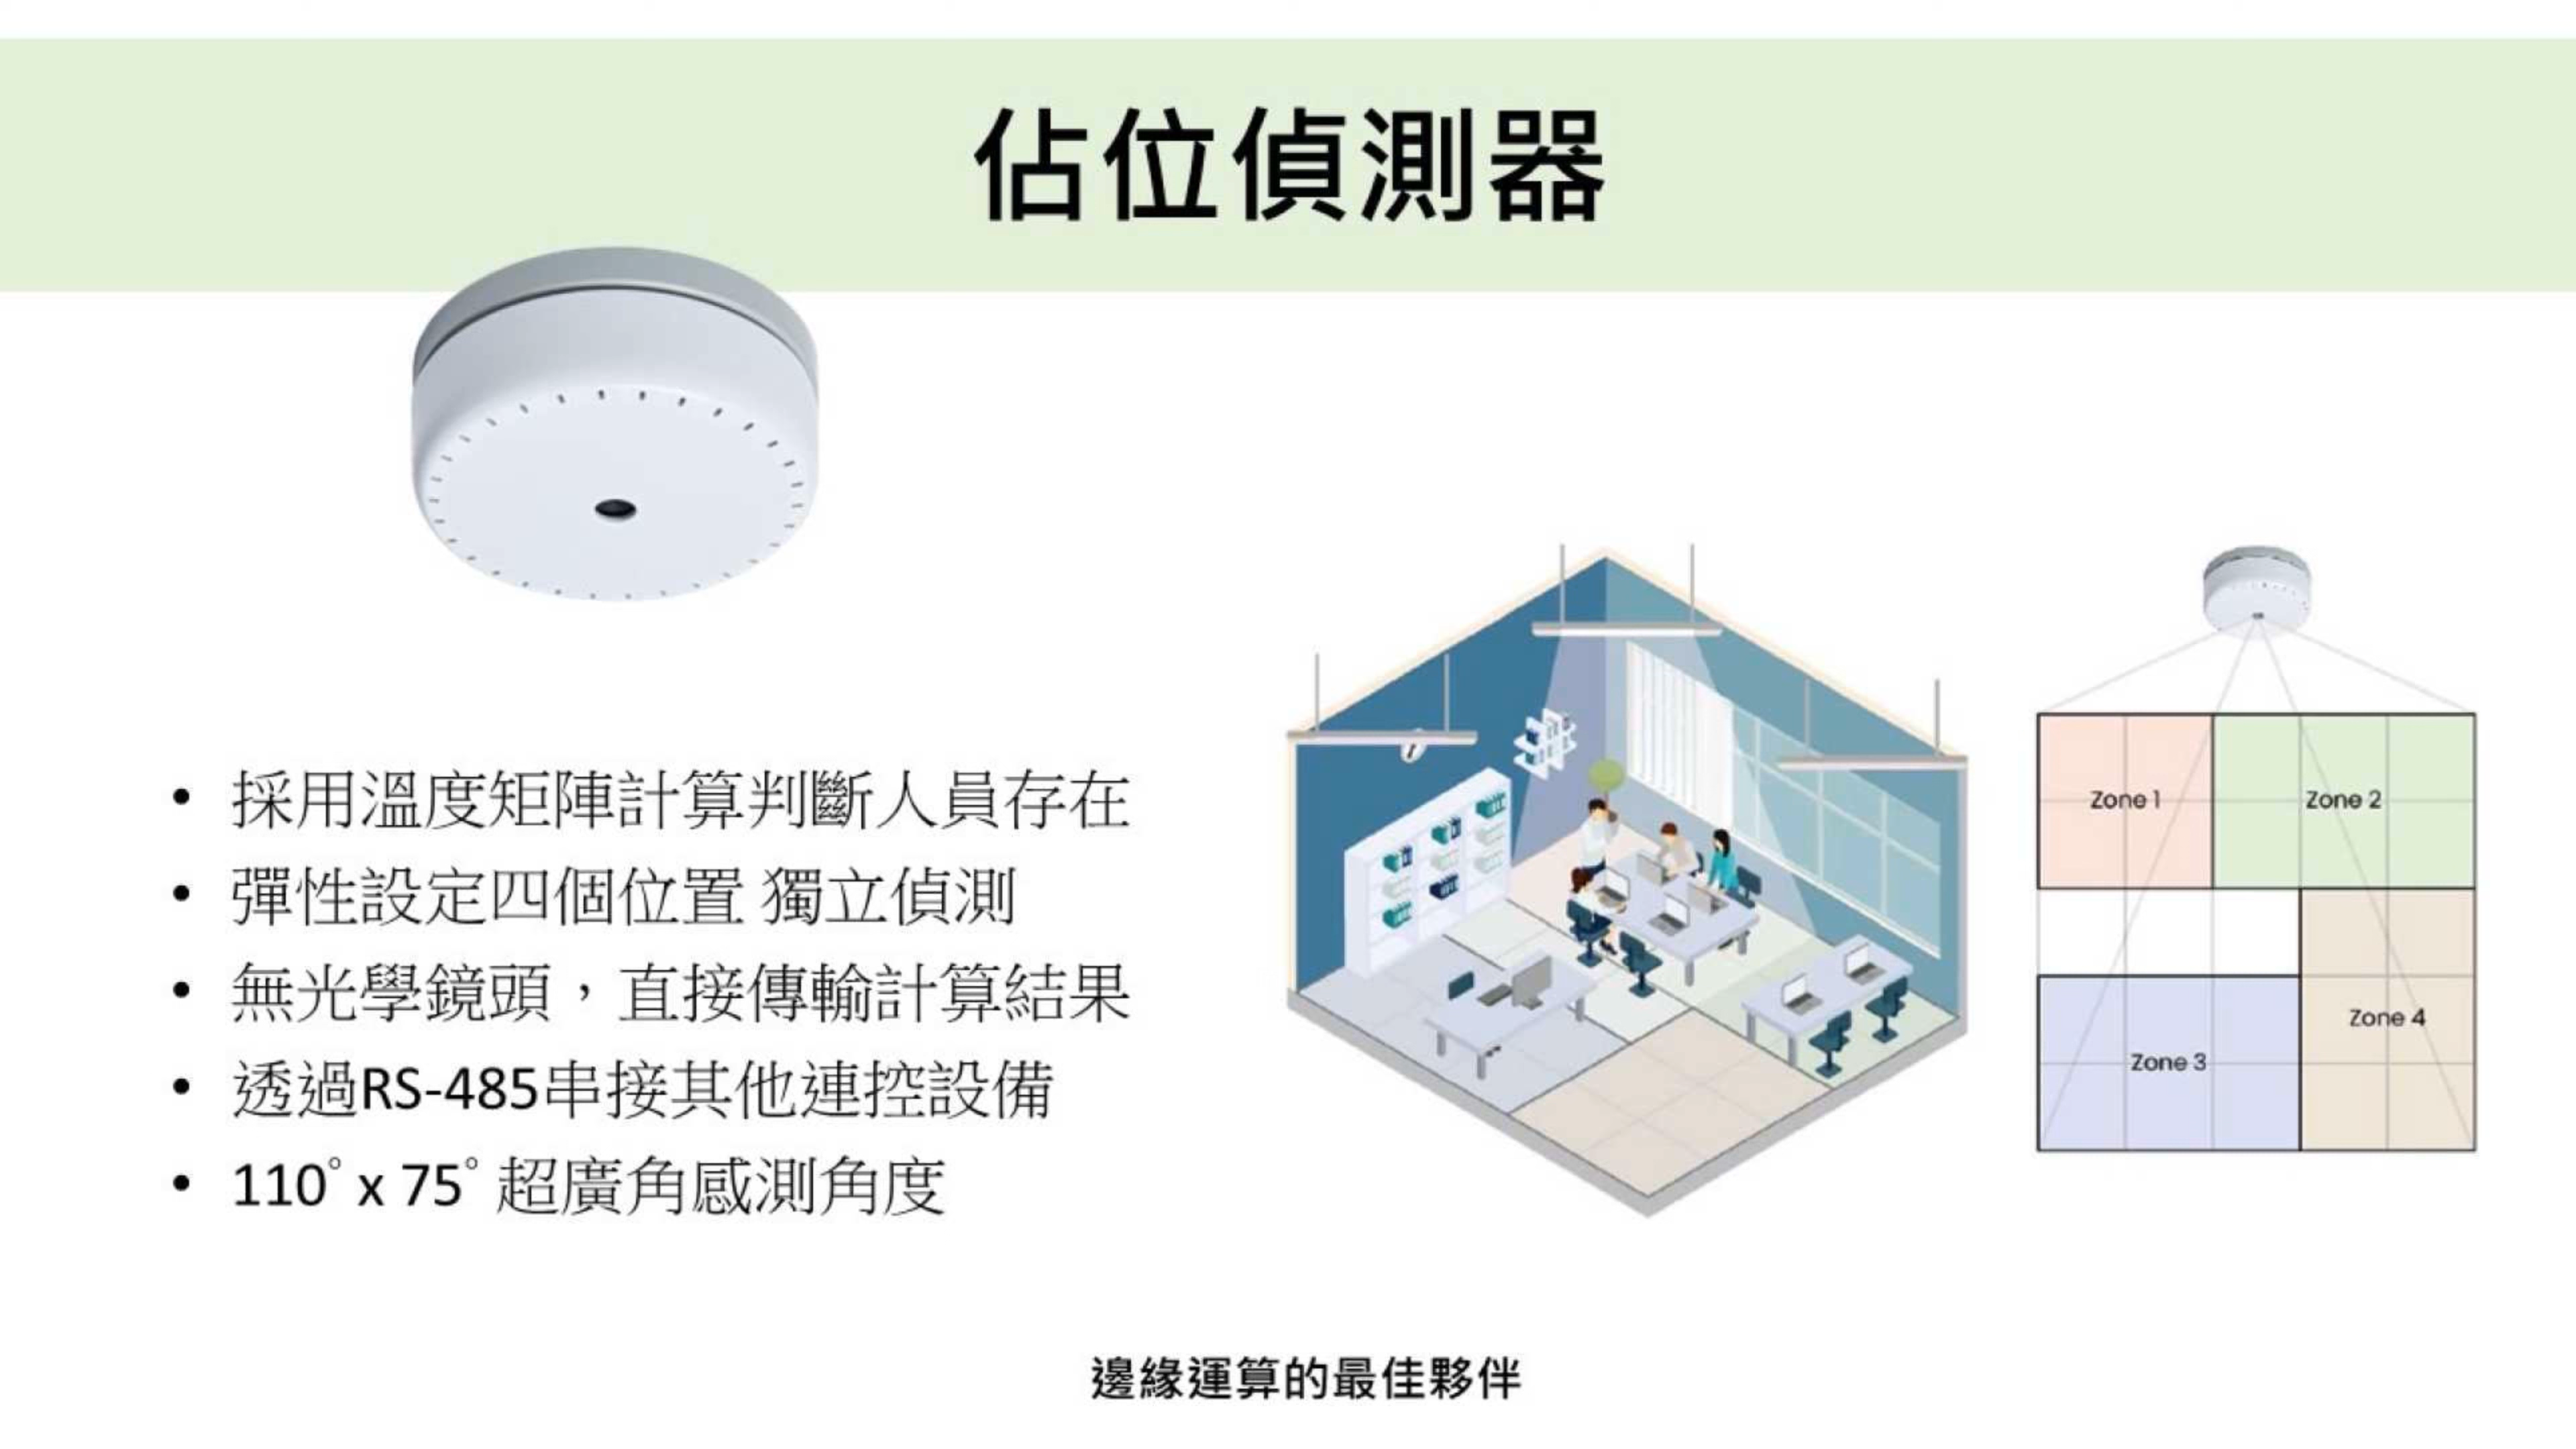 佔位偵測器
• 採用溫度矩陣計算判斷人員存在
• 彈性設定四個位置 獨立偵測
• 無光學鏡頭，直接傳輸計算結果
• 透過RS-485串接其他連控設備
• 110° x 75° 超廣角感測角度
Zone 1
Zone 2
Zone 3
Zone 4
邊緣運算的最佳夥伴